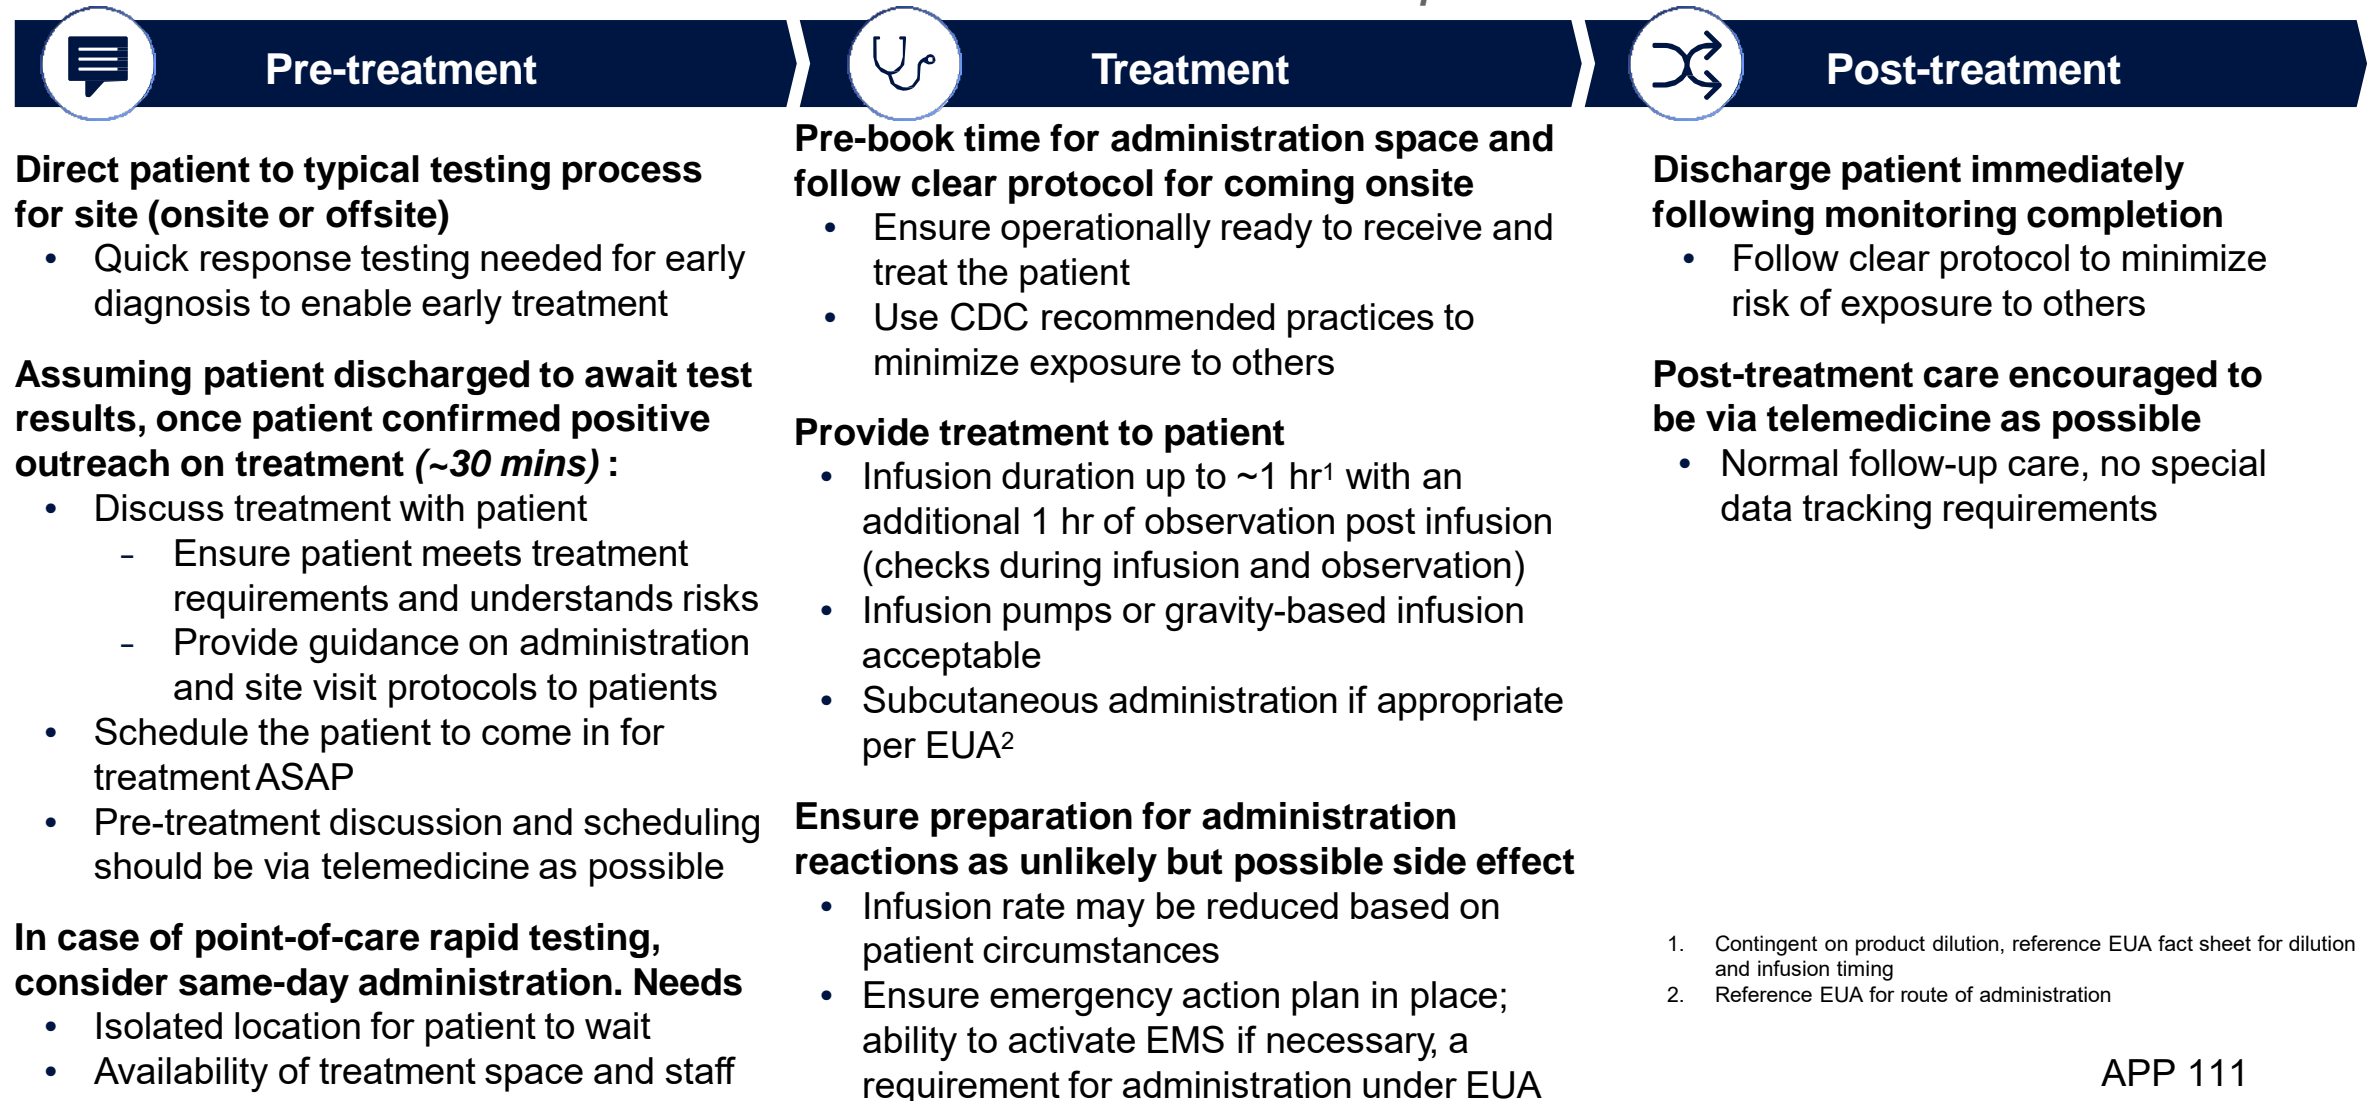 Pre-treatment
Direct patient to typical testing process
for site (onsite or offsite)
• Quick response testing needed for early
diagnosis to enable early treatment
Assuming patient discharged to await test
results, once patient confirmed positive
outreach on treatment (~30 mins) :
• Discuss treatment with patient
- Ensure patient meets treatment
requirements and understands risks
- Provide guidance on administration
and site visit protocols to patients
• Schedule the patient to come in for
treatment ASAP
• Pre-treatment discussion and scheduling
should be via telemedicine as possible
In case of point-of-care rapid testing,
consider same-day administration. Needs
• Isolated location for patient to wait
• Availability of treatment space and staff
Treatment
Pre-book time for administration space and
follow clear protocol for coming onsite
• Ensure operationally ready to receive and
treat the patient
• Use CDC recommended practices to
minimize exposure to others
Provide treatment to patient
• Infusion duration up to ~1 hr¹ with an
additional 1 hr of observation post infusion
(checks during infusion and observation)
• Infusion pumps or gravity-based infusion
acceptable
• Subcutaneous administration if appropriate
per EUA²
Ensure preparation for administration
reactions as unlikely but possible side effect
• Infusion rate may be reduced based on
patient circumstances
• Ensure emergency action plan in place;
ability to activate EMS if necessary, a
requirement for administration under EUA
Post-treatment
Discharge patient immediately
following monitoring completion
• Follow clear protocol to minimize
risk of exposure to others
Post-treatment care encouraged to
be via telemedicine as possible
• Normal follow-up care, no special
data tracking requirements
1. Contingent on product dilution, reference EUA fact sheet for dilution
and infusion timing
2. Reference EUA for route of administration
APP 111